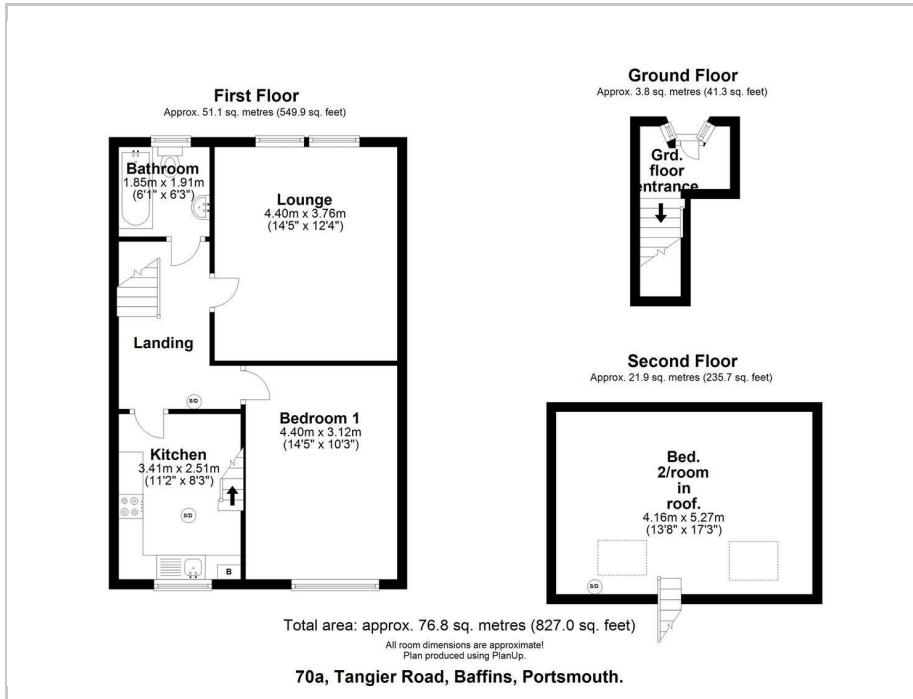 First Floor
Approx. 51.1 sq. metres (549.9 sq. feet)
Bathroom
1.85m x 1.91m
(6'1" x 6'3")
Lounge
4.40m x 3.76m
(14'5" x 12'4")
Landing
S/D
Bedroom 1
4.40m x 3.12m
(14'5" x 10'3")
Kitchen
3.41m x 2.51m
(11'2" x 8'3")
S/D
B
Ground Floor
Approx. 3.8 sq. metres (41.3 sq. feet)
Grd.
floor
entrance
Second Floor
Approx. 21.9 sq. metres (235.7 sq. feet)
Bed.
2/room
in
roof.
4.16m x 5.27m
(13'8" x 17'3")
S/D
Total area: approx. 76.8 sq. metres (827.0 sq. feet)
All room dimensions are approximate!
Plan produced using PlanUp.
70a, Tangier Road, Baffins, Portsmouth.